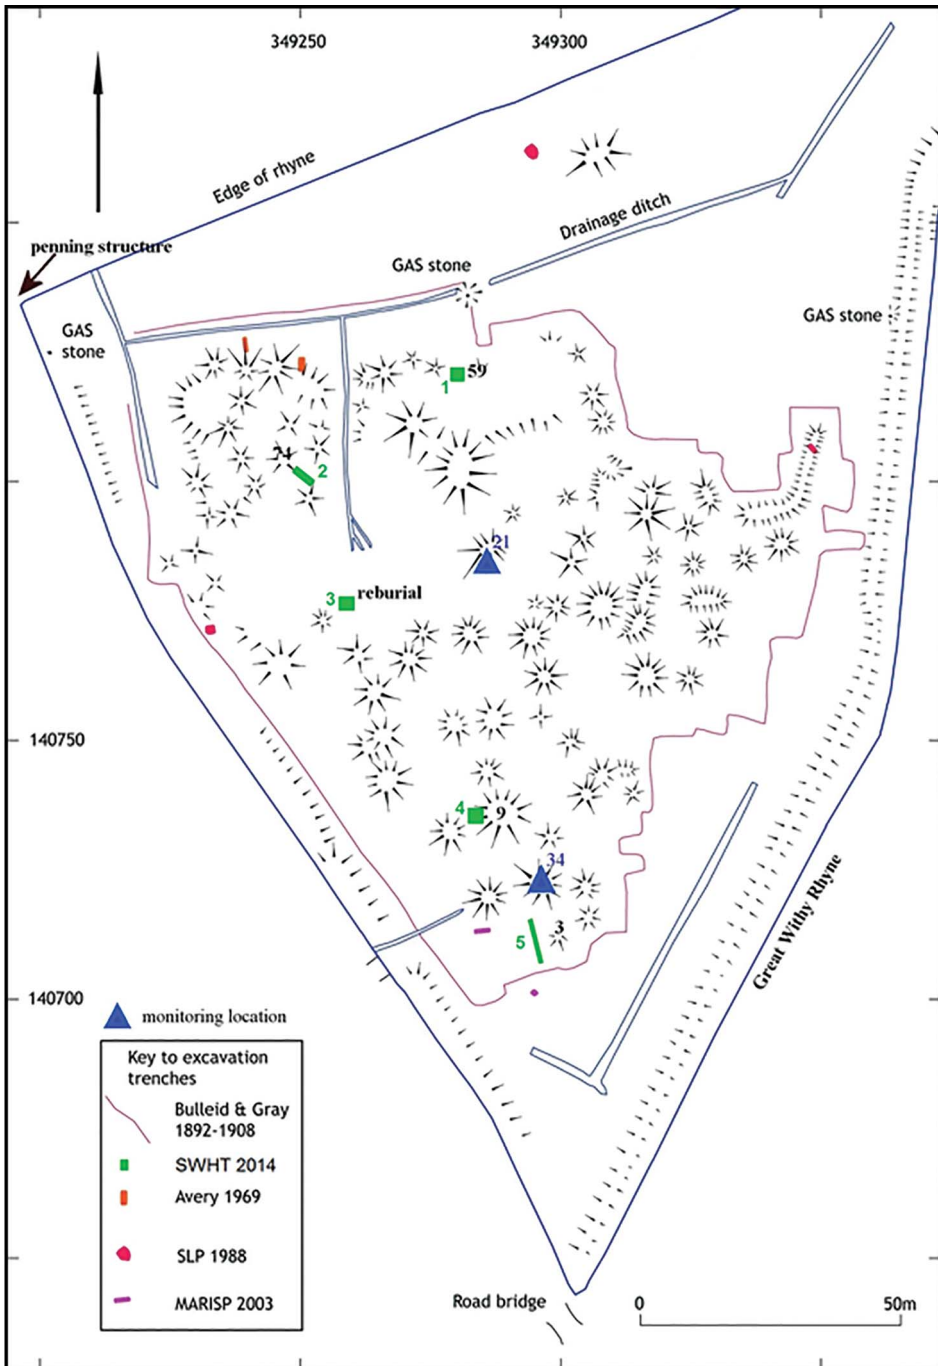 349250
349300
Edge of rhyne
Drainage ditch
penning structure
GAS stone
GAS
stone
GAS stone
59
1
74
2
21
3
reburial
140750
4
9
34
3
5
Great Withy Rhyne
140700
monitoring location
Key to excavation
trenches
Bulleid & Gray
1892-1908
SWHT 2014
Avery 1969
SLP 1988
MARISP 2003
Road bridge
0
50m